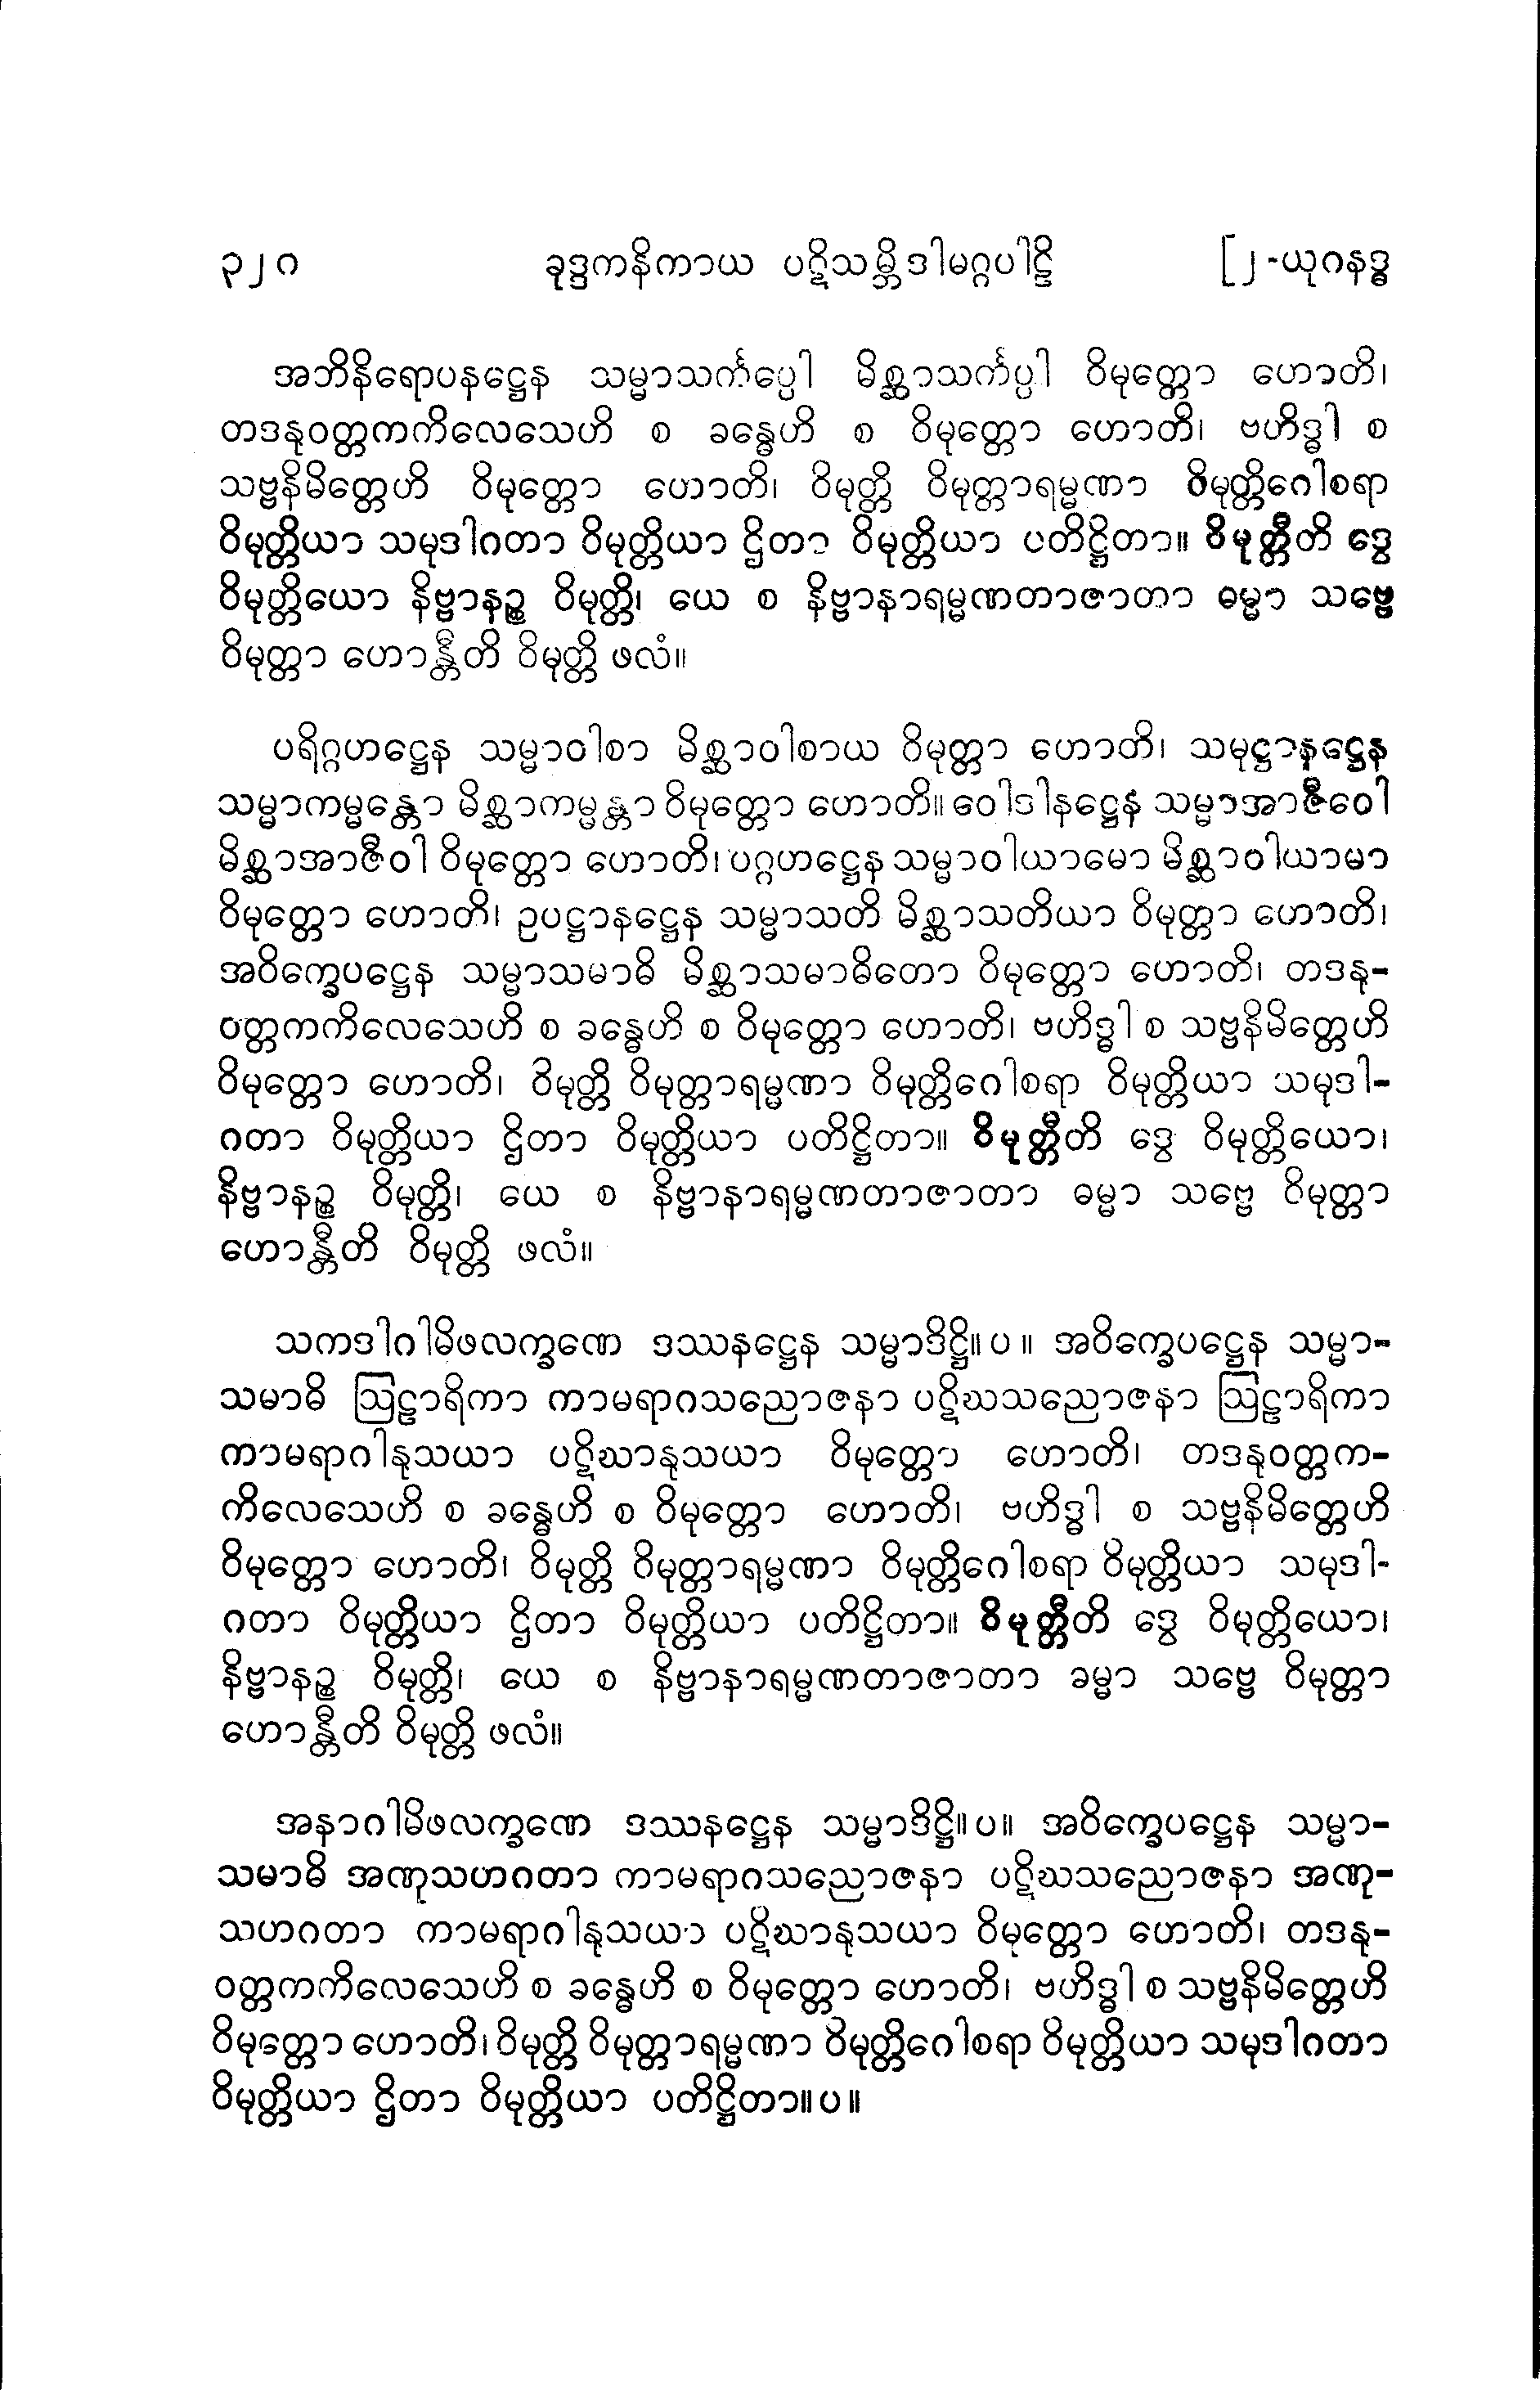 ၃၂၈ ခုဒ္ဒကနိကာယ ပဋိသမ္ဘိဒါမဂ္ဂပါဠိ [၂-ယုဂနဒ္ဓ
အဘိနိရောပနဋ္ဌေန သမ္မာသင်္ကပ္ပေါ မိစ္ဆာသင်္ကပ္ပါ ဝိမုတ္တော ဟောတိ၊
တဒနုဝတ္တကကိလေသေဟိ စ ခန္ဓေဟိ စ ဝိမုတ္တော ဟောတိ၊ ဗဟိဒ္ဓါ စ
သဗ္ဗနိမိတ္တေဟိ ဝိမုတ္တော ဟောတိ၊ ဝိမုတ္တိ ဝိမုတ္တာရမ္မဏာ ဝိမုတ္တိဂေါစရာ
ဝိမုတ္တိယာ သမုဒါဂတာ ဝိမုတ္တိယာ ဌိတာ ဝိမုတ္တိယာ ပတိဋ္ဌိတာ။ ဝိမုတ္တီတိ ဒွေ
ဝိမုတ္တိယော နိဗ္ဗာနဉ္စ ဝိမုတ္တိ၊ ယေ စ နိဗ္ဗာနာရမ္မဏတာဇာတာ ဓမ္မာ သဗ္ဗေ
ဝိမုတ္တာ ဟောန္တီတိ ဝိမုတ္တိ ဖလံ။
ပရိဂ္ဂဟဋ္ဌေန သမ္မာဝါစာ မိစ္ဆာဝါစာယ ဝိမုတ္တာ ဟောတိ၊ သမုဋ္ဌာနဋ္ဌေန
သမ္မာကမ္မန္တော မိစ္ဆာကမ္မန္တာ ဝိမုတ္တော ဟောတိ။ ဝေါဒါနဋ္ဌေန သမ္မာအာဇီဝေါ
မိစ္ဆာအာဇီဝါ ဝိမုတ္တော ဟောတိ၊ ပဂ္ဂဟဋ္ဌေန သမ္မာဝါယာမော မိစ္ဆာဝါယာမာ
ဝိမုတ္တော ဟောတိ၊ ဥပဋ္ဌာနဋ္ဌေန သမ္မာသတိ မိစ္ဆာသတိယာ ဝိမုတ္တာ ဟောတိ၊
အဝိက္ခေပဋ္ဌေန သမ္မာသမာဓိ မိစ္ဆာသမာဓိတော ဝိမုတ္တော ဟောတိ၊ တဒနု-
ဝတ္တကကိလေသေဟိ စ ခန္ဓေဟိ စ ဝိမုတ္တော ဟောတိ၊ ဗဟိဒ္ဓါ စ သဗ္ဗနိမိတ္တေဟိ
ဝိမုတ္တော ဟောတိ၊ ဝိမုတ္တိ ဝိမုတ္တာရမ္မဏာ ဝိမုတ္တိဂေါစရာ ဝိမုတ္တိယာ သမုဒါ-
ဂတာ ဝိမုတ္တိယာ ဌိတာ ဝိမုတ္တိယာ ပတိဋ္ဌိတာ။ ဝိမုတ္တီတိ ဒွေ ဝိမုတ္တိယော၊
နိဗ္ဗာနဉ္စ ဝိမုတ္တိ၊ ယေ စ နိဗ္ဗာနာရမ္မဏတာဇာတာ ဓမ္မာ သဗ္ဗေ ဝိမုတ္တာ
ဟောန္တီတိ ဝိမုတ္တိ ဖလံ။
သကဒါဂါမိဖလက္ခဏေ ဒဿနဋ္ဌေန သမ္မာဒိဋ္ဌိ။ ပ ။ အဝိက္ခေပဋ္ဌေန သမ္မာ-
သမာဓိ ဩဠာရိကာ ကာမရာဂသညောဇနာ ပဋိဃသညောဇနာ ဩဠာရိကာ
ကာမရာဂါနုသယာ ပဋိဃာနုသယာ ဝိမုတ္တော ဟောတိ၊ တဒနုဝတ္တက-
ကိလေသေဟိ စ ခန္ဓေဟိ စ ဝိမုတ္တော ဟောတိ၊ ဗဟိဒ္ဓါ စ သဗ္ဗနိမိတ္တေဟိ
ဝိမုတ္တော ဟောတိ၊ ဝိမုတ္တိ ဝိမုတ္တာရမ္မဏာ ဝိမုတ္တိဂေါစရာ ဝိမုတ္တိယာ သမုဒါ-
ဂတာ ဝိမုတ္တိယာ ဌိတာ ဝိမုတ္တိယာ ပတိဋ္ဌိတာ။ ဝိမုတ္တီတိ ဒွေ ဝိမုတ္တိယော၊
နိဗ္ဗာနဉ္စ ဝိမုတ္တိ၊ ယေ စ နိဗ္ဗာနာရမ္မဏတာဇာတာ ဓမ္မာ သဗ္ဗေ ဝိမုတ္တာ
ဟောန္တီတိ ဝိမုတ္တိ ဖလံ။
အနာဂါမိဖလက္ခဏေ ဒဿနဋ္ဌေန သမ္မာဒိဋ္ဌိ။ ပ။ အဝိက္ခေပဋ္ဌေန သမ္မာ-
သမာဓိ အဏုသဟဂတာ ကာမရာဂသညောဇနာ ပဋိဃသညောဇနာ အဏု-
သဟဂတာ ကာမရာဂါနုသယာ ပဋိဃာနုသယာ ဝိမုတ္တော ဟောတိ၊ တဒနု-
ဝတ္တကကိလေသေဟိ စ ခန္ဓေဟိ စ ဝိမုတ္တော ဟောတိ၊ ဗဟိဒ္ဓါ စ သဗ္ဗနိမိတ္တေဟိ
ဝိမုတ္တော ဟောတိ၊ ဝိမုတ္တိ ဝိမုတ္တာရမ္မဏာ ဝိမုတ္တိဂေါစရာ ဝိမုတ္တိယာ သမုဒါဂတာ
ဝိမုတ္တိယာ ဌိတာ ဝိမုတ္တိယာ ပတိဋ္ဌိတာ။ ပ ။